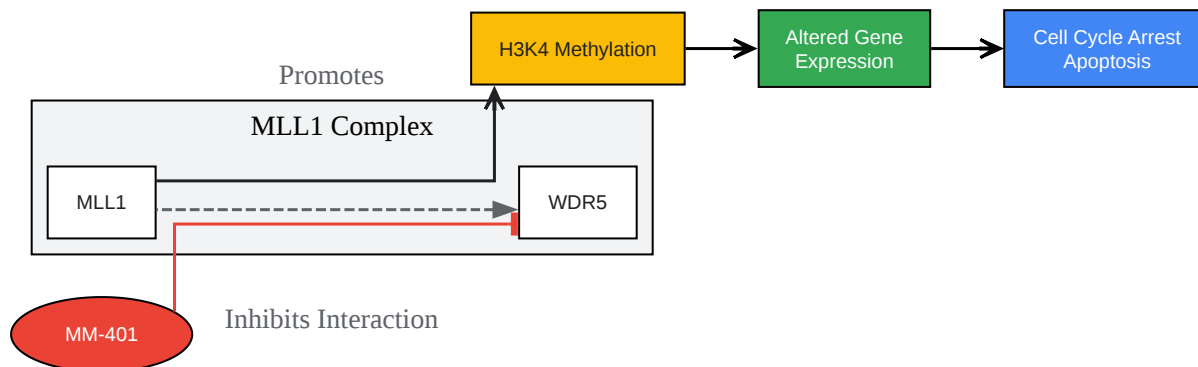 H3K4 Methylation
Altered Gene
Expression
Cell Cycle Arrest
Apoptosis
Promotes
MLL1 Complex
MLL1
WDR5
MM-401
Inhibits Interaction